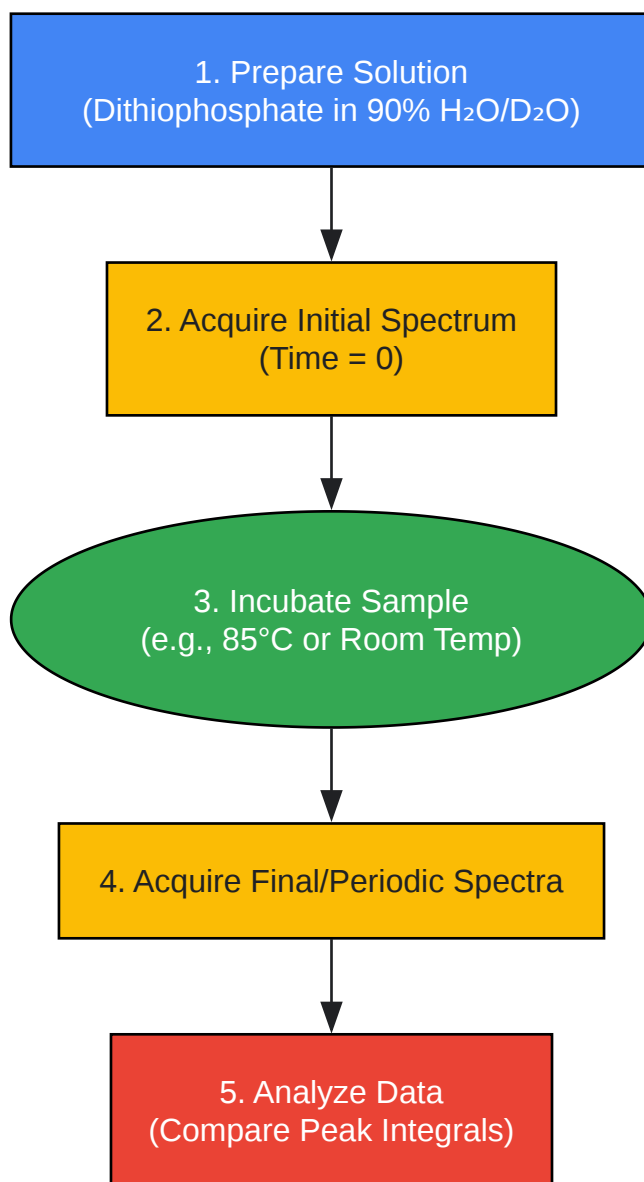 1. Prepare Solution
(Dithiophosphate in 90% H₂O/D₂O)
2. Acquire Initial Spectrum
(Time = 0)
3. Incubate Sample
(e.g., 85°C or Room Temp)
4. Acquire Final/Periodic Spectra
5. Analyze Data
(Compare Peak Integrals)